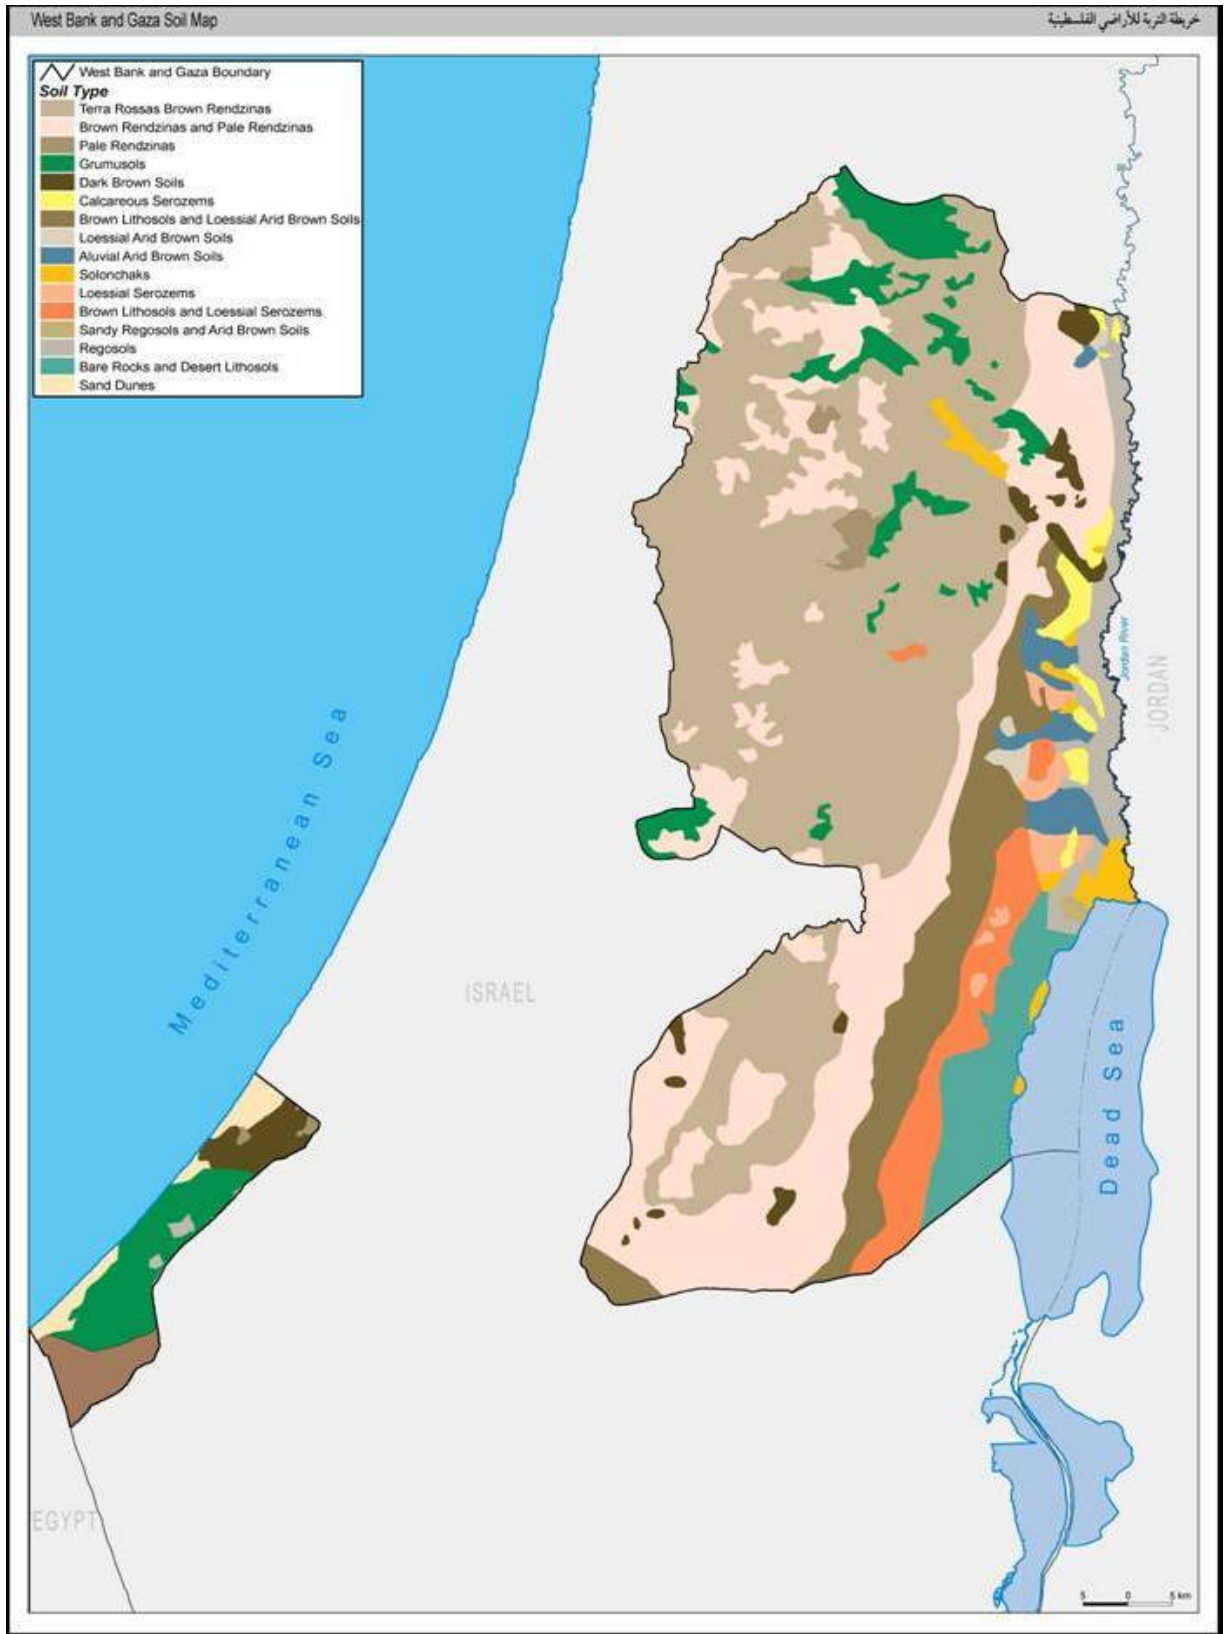 West Bank and Gaza Soil Map
خريطة التربة للأراضي الفلسطينية
West Bank and Gaza Boundary
Soil Type
Terra Rossas Brown Rendzinas
Brown Rendzinas and Pale Rendzinas
Pale Rendzinas
Grumusols
Dark Brown Soils
Calcareous Serozems
Brown Lithosols and Loessial Arid Brown Soils
Loessial Arid Brown Soils
Aluvial Arid Brown Soils
Solonchaks
Loessial Serozems
Brown Lithosols and Loessial Serozems
Sandy Regosols and Arid Brown Soils
Regosols
Bare Rocks and Desert Lithosols
Sand Dunes
Jordan River
JORDAN
Mediterranean Sea
ISRAEL
Dead Sea
EGYPT
5 0 5 km